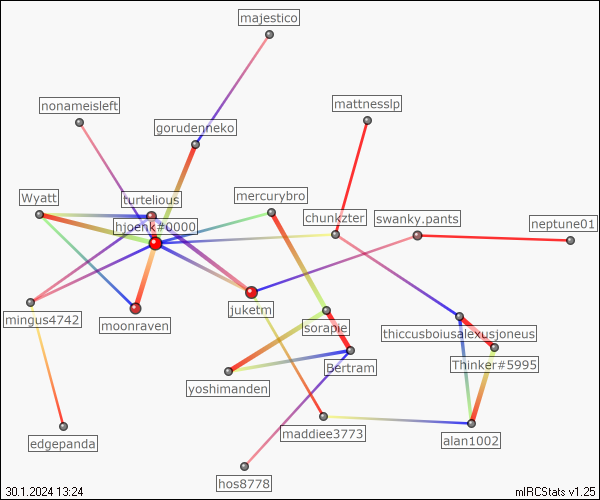 majestico
nonameisleft
mattnesslp
gorudenneko
Wyatt
turtelious
mercurybro
chunkzter
swanky.pants
neptune01
hjoenk#0000
mingus4742
moonraven
juketm
sorapie
thiccusboiusalexusjoneus
Bertram
Thinker#5995
yoshimanden
edgepanda
maddiee3773
alan1002
hos8778
30.1.2024 13:24
mIRCStats v1.25